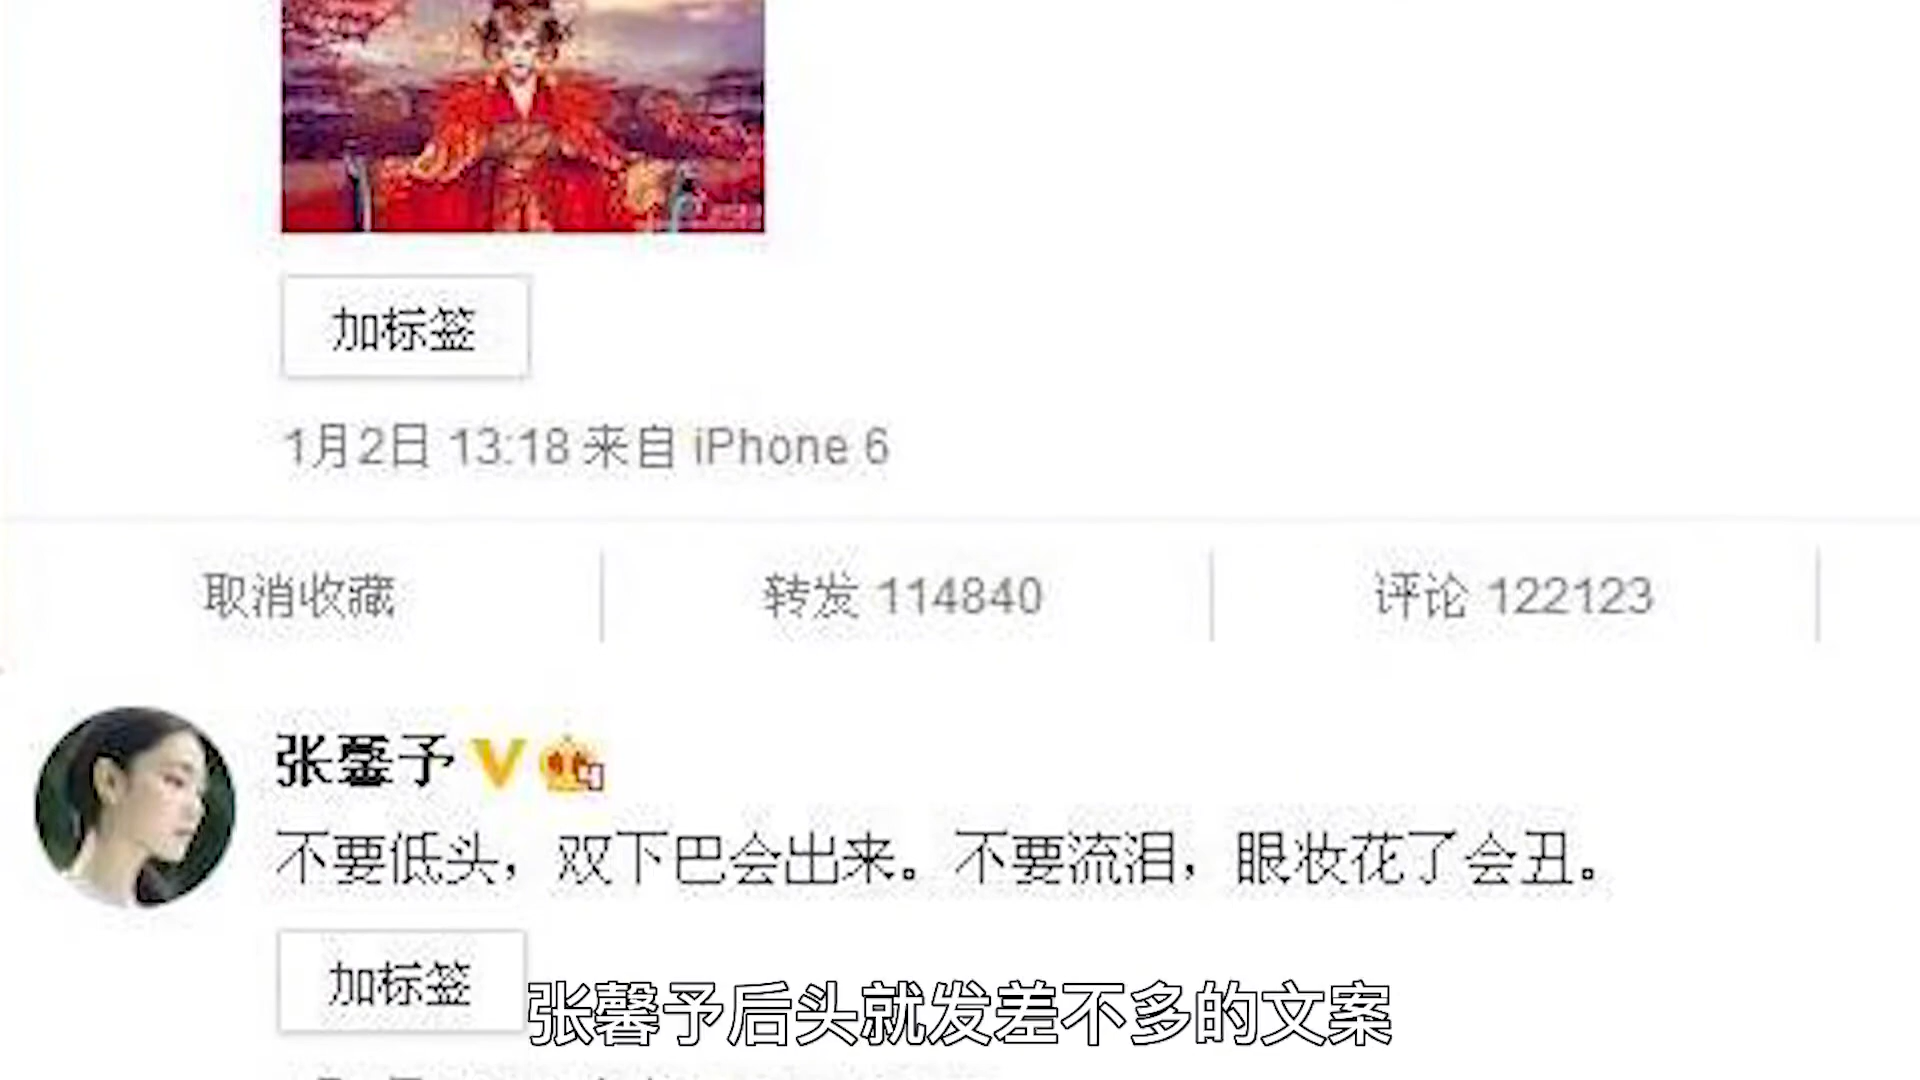 加标签
1月2日 13:18 来自 iPhone 6
取消收藏
转发 114840
评论 122123
张馨予
不要低头，双下巴会出来。不要流泪，眼妆花了会丑。
加标签
张馨予后头就发差不多的文案